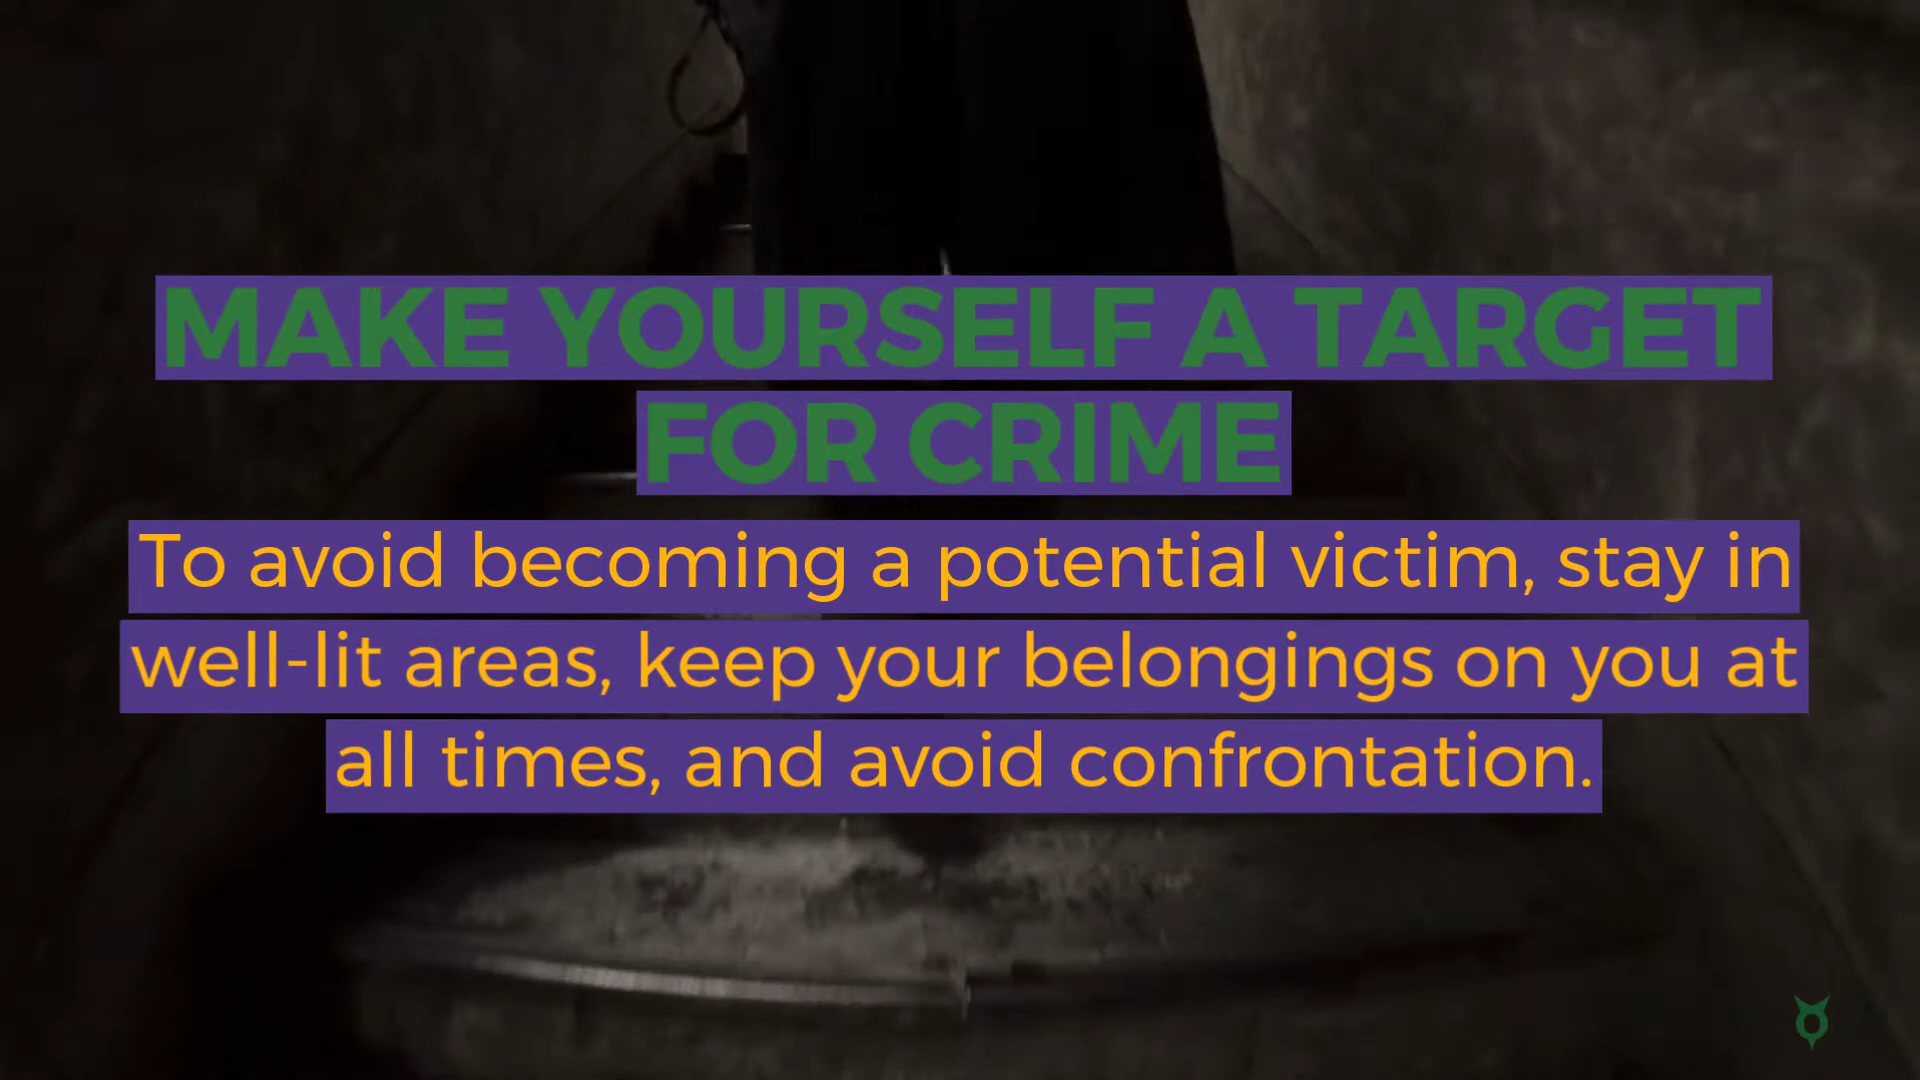 MAKE YOURSELF A TARGET
FOR CRIME
To avoid becoming a potential victim, stay in
well-lit areas, keep your belongings on you at
all times, and avoid confrontation.